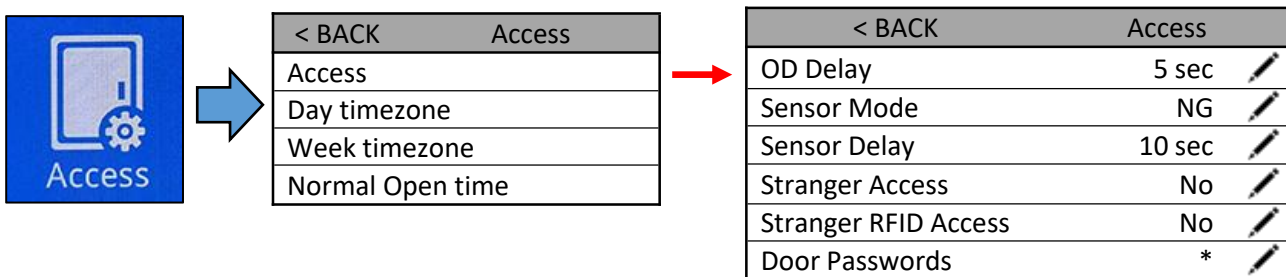 Access
< BACK Access
Access
Day timezone
Week timezone
Normal Open time
< BACK Access
OD Delay 5 sec
Sensor Mode NG
Sensor Delay 10 sec
Stranger Access No
Stranger RFID Access No
Door Passwords *